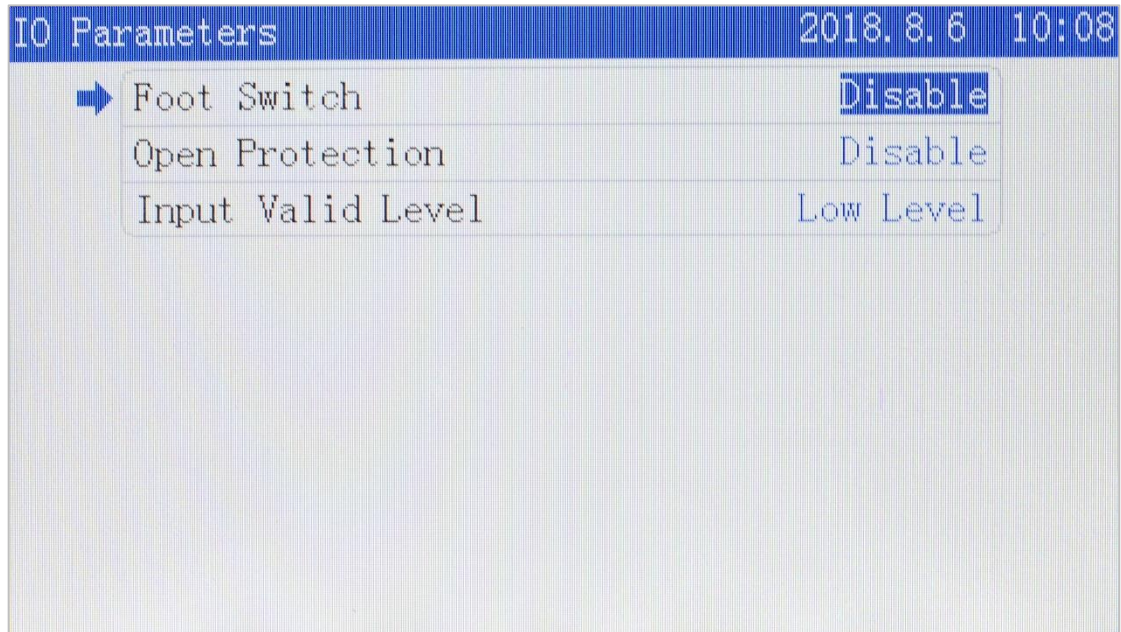 IO Parameters 2018. 8. 6 10:08
Foot Switch Disable
Open Protection Disable
Input Valid Level Low Level